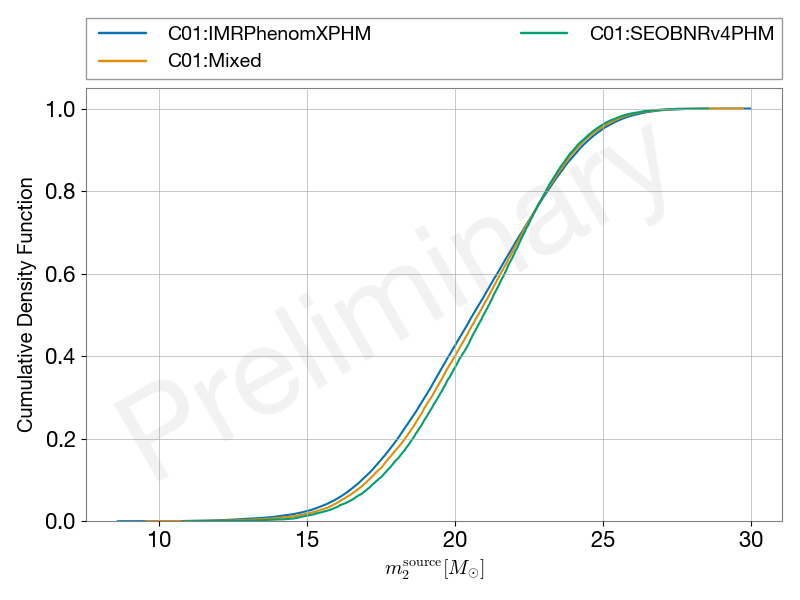 C01:IMRPhenomXPHM
C01:Mixed
C01:SEOBNRv4PHM
Preliminary
Cumulative Density Function
1.0
0.8
0.6
0.4
0.2
0.0
10 15 20 25 30
m₂^source [M⊙]